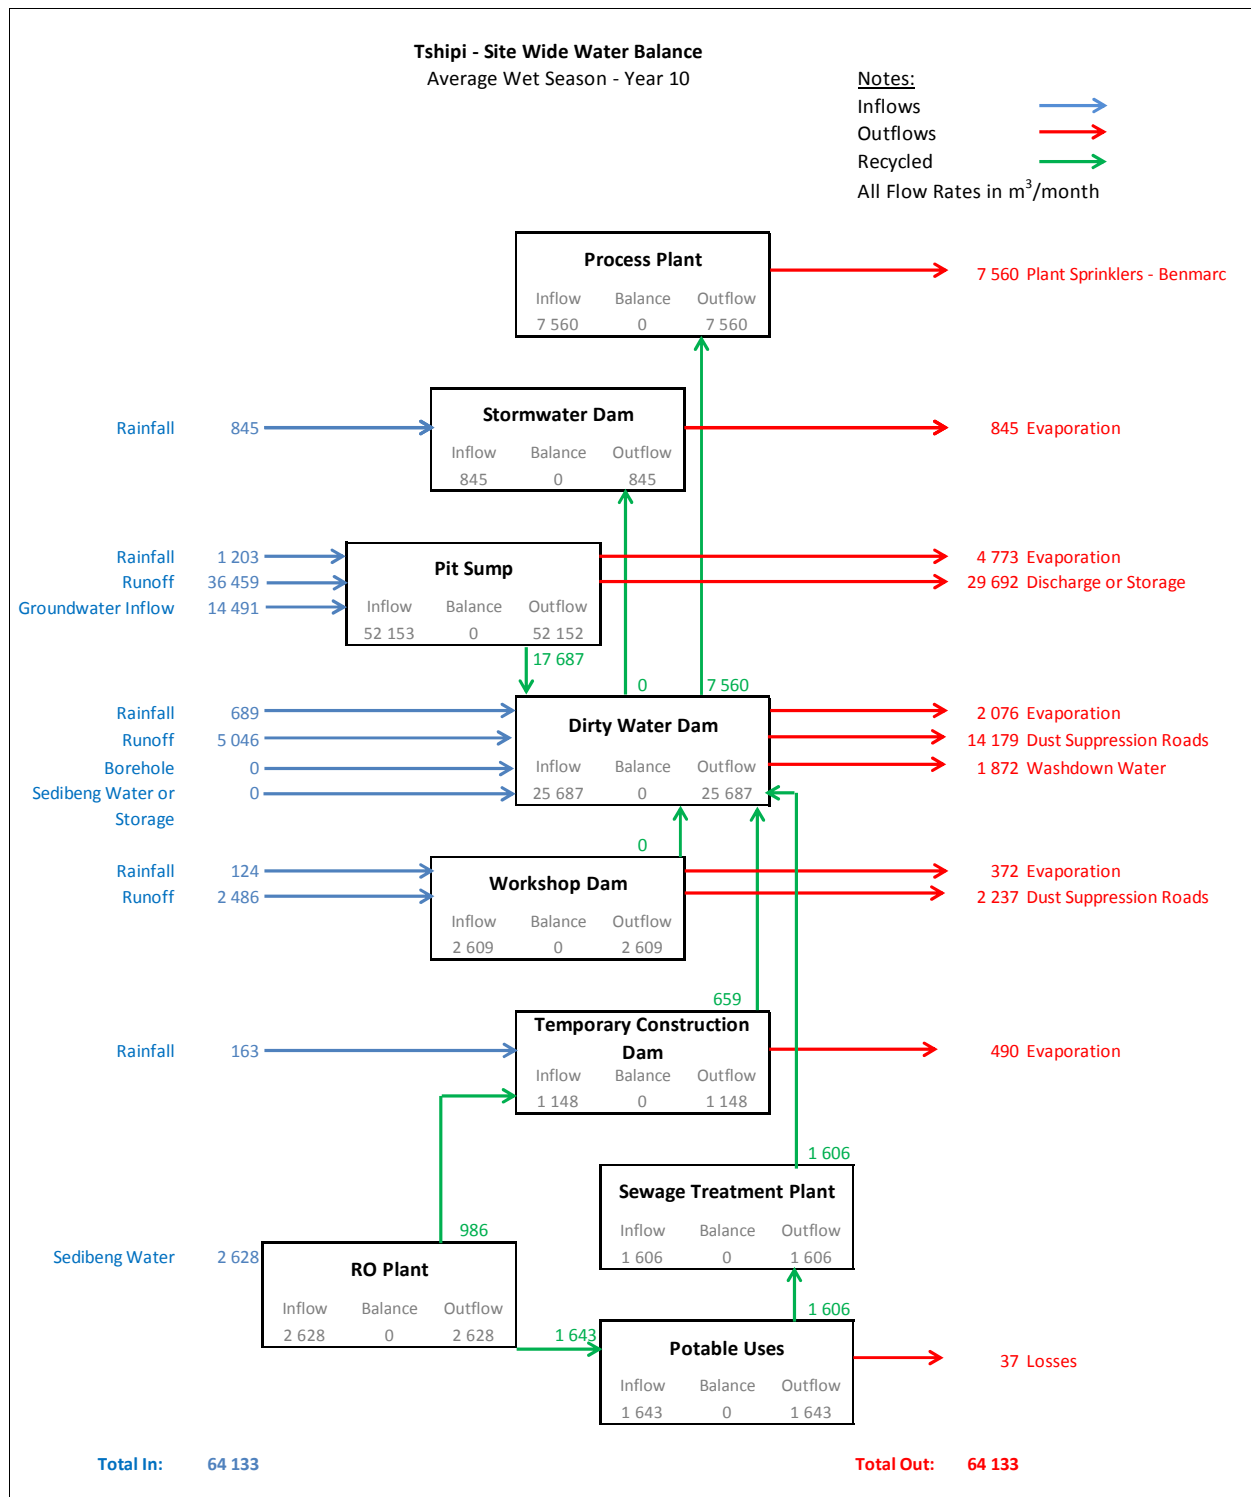 Tshipi - Site Wide Water Balance
Average Wet Season - Year 10
Notes:
Inflows
Outflows
Recycled
All Flow Rates in m³/month
Process Plant
Inflow Balance Outflow
7 560 0 7 560
7 560 Plant Sprinklers - Benmarc
Rainfall 845
Stormwater Dam
Inflow Balance Outflow
845 0 845
845 Evaporation
Rainfall 1 203
Runoff 36 459
Groundwater Inflow 14 491
Pit Sump
Inflow Balance Outflow
52 153 0 52 152
4 773 Evaporation
29 692 Discharge or Storage
17 687
0 7 560
Rainfall 689
Runoff 5 046
Borehole 0
Sedibeng Water or 0
Storage
Dirty Water Dam
Inflow Balance Outflow
25 687 0 25 687
2 076 Evaporation
14 179 Dust Suppression Roads
1 872 Washdown Water
0
Rainfall 124
Runoff 2 486
Workshop Dam
Inflow Balance Outflow
2 609 0 2 609
372 Evaporation
2 237 Dust Suppression Roads
659
Rainfall 163
Temporary Construction
Dam
Inflow Balance Outflow
1 148 0 1 148
490 Evaporation
1 606
Sewage Treatment Plant
Inflow Balance Outflow
1 606 0 1 606
986
Sedibeng Water 2 628
RO Plant
Inflow Balance Outflow
2 628 0 2 628
1 643
1 606
Potable Uses
Inflow Balance Outflow
1 643 0 1 643
37 Losses
Total In: 64 133
Total Out: 64 133